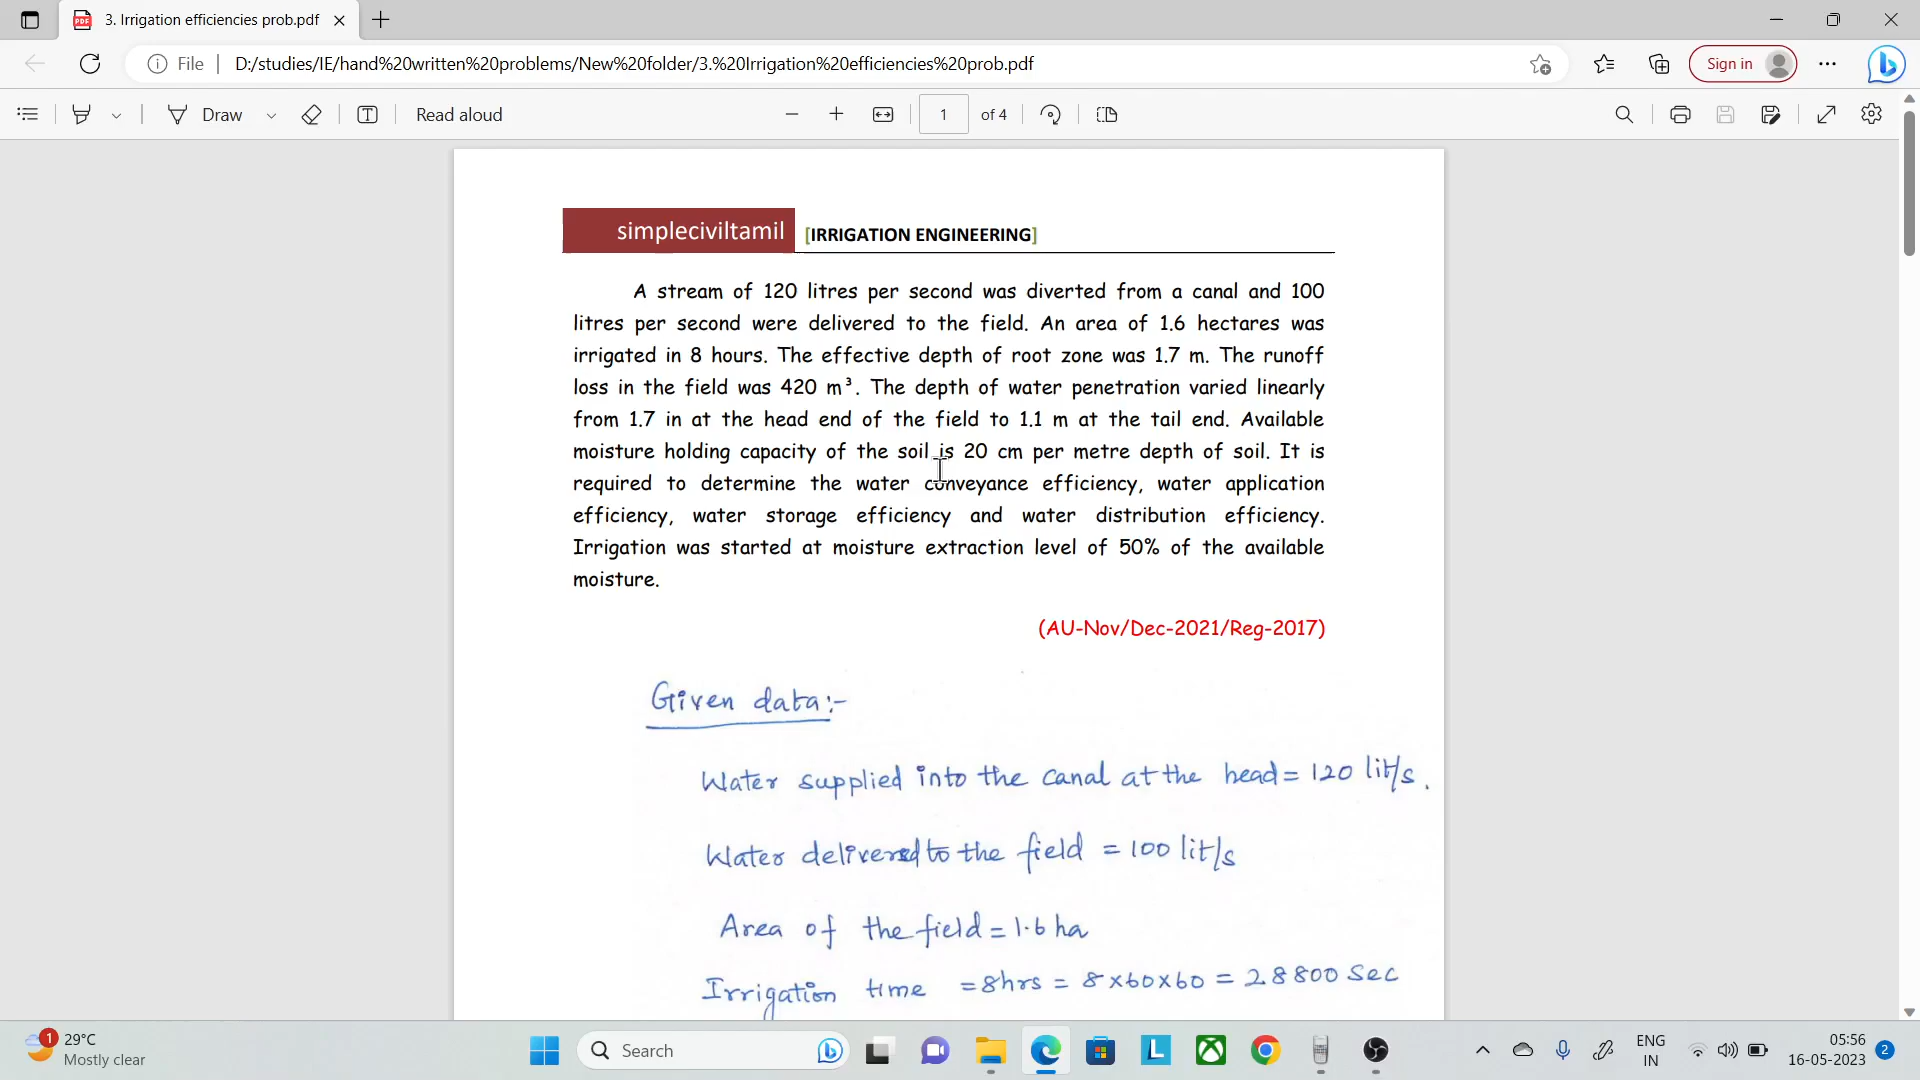 3. Irrigation efficiencies prob.pdf
File
D:/studies/IE/hand%20written%20problems/New%20folder/3.%20Irrigation%20efficiencies%20prob.pdf
Sign in
Draw
Read aloud
1 of 4
simpleciviltamil [IRRIGATION ENGINEERING]
A stream of 120 litres per second was diverted from a canal and 100
litres per second were delivered to the field. An area of 1.6 hectares was
irrigated in 8 hours. The effective depth of root zone was 1.7 m. The runoff
loss in the field was 420 m³. The depth of water penetration varied linearly
from 1.7 in at the head end of the field to 1.1 m at the tail end. Available
moisture holding capacity of the soil is 20 cm per metre depth of soil. It is
required to determine the water conveyance efficiency, water application
efficiency, water storage efficiency and water distribution efficiency.
Irrigation was started at moisture extraction level of 50% of the available
moisture.
(AU-Nov/Dec-2021/Reg-2017)
Given data:-
Water supplied into the canal at the head = 120 lit/s.
Water delivered to the field = 100 lit/s
Area of the field = 1.6 ha
Irrigation time = 8hrs = 8x60x60 = 28800 Sec
1
29°C
Mostly clear
Search
ENG
IN
05:56
16-05-2023
2